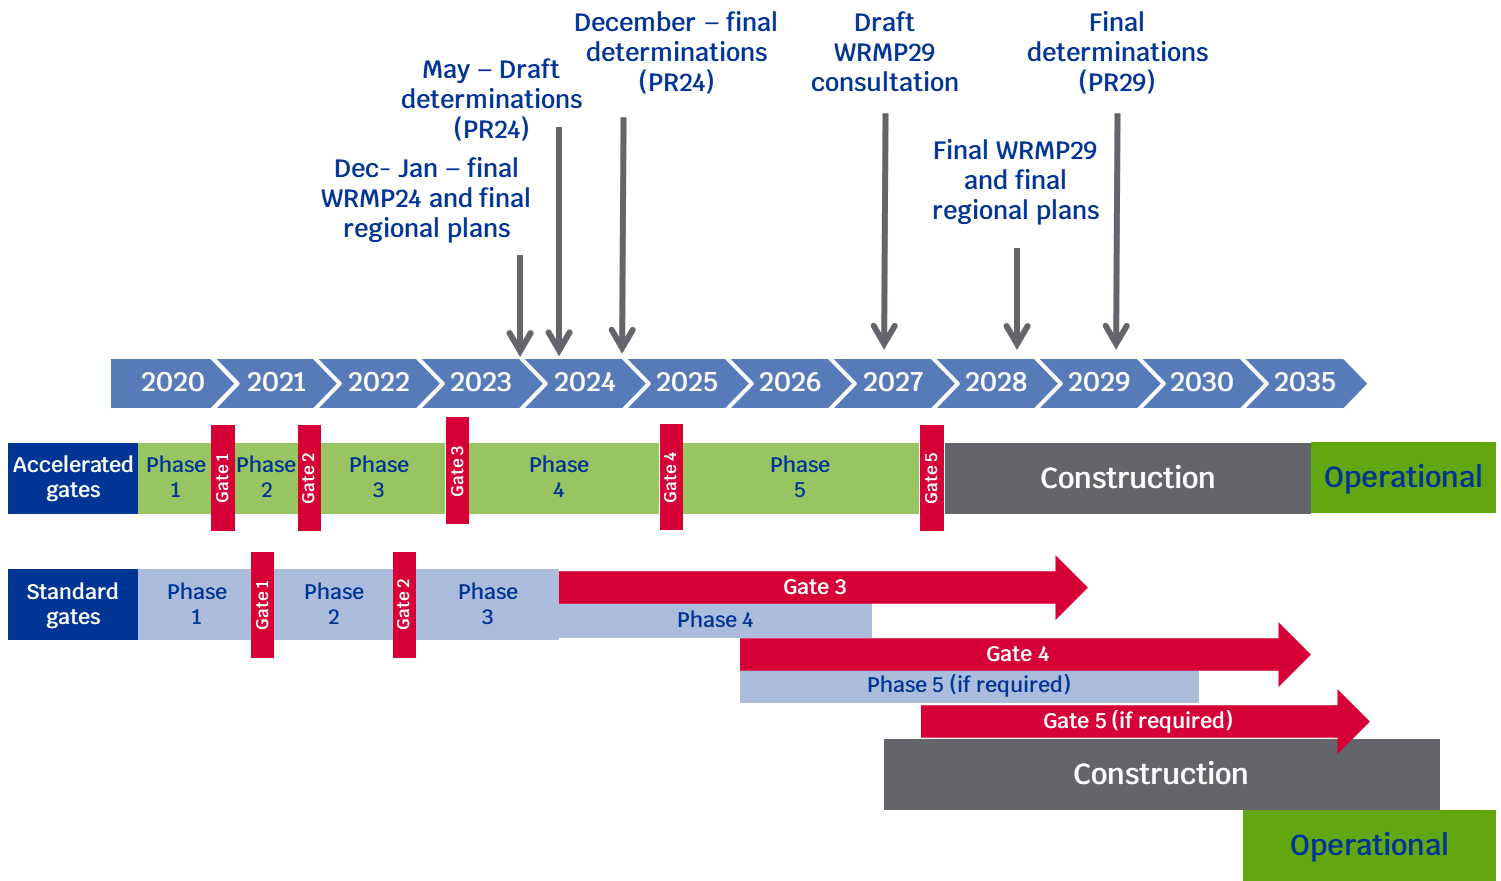 December – final
determinations
(PR24)
Draft
WRMP29
consultation
Final
determinations
(PR29)
May – Draft
determinations
(PR24)
Dec- Jan – final
WRMP24 and final
regional plans
Final WRMP29
and final
regional plans
2020
2021
2022
2023
2024
2025
2026
2027
2028
2029
2030
2035
Accelerated
gates
Phase
1
Gate 1
Phase
2
Gate 2
Phase
3
Gate 3
Phase
4
Gate 4
Phase
5
Gate 5
Construction
Operational
Standard
gates
Phase
1
Gate 1
Phase
2
Gate 2
Phase
3
Gate 3
Phase 4
Gate 4
Phase 5 (if required)
Gate 5 (if required)
Construction
Operational